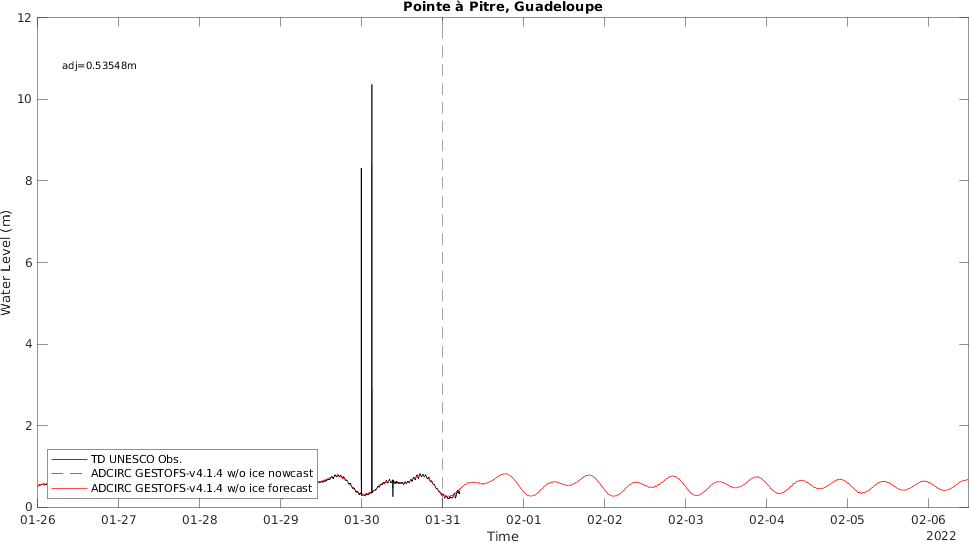 Pointe à Pitre, Guadeloupe
12
adj=0.53548m
10
8
6
4
2
0
Water Level (m)
TD UNESCO Obs.
ADCIRC GESTOFS-v4.1.4 w/o ice nowcast
ADCIRC GESTOFS-v4.1.4 w/o ice forecast
01-26 01-27 01-28 01-29 01-30 01-31 02-01 02-02 02-03 02-04 02-05 02-06
Time
2022